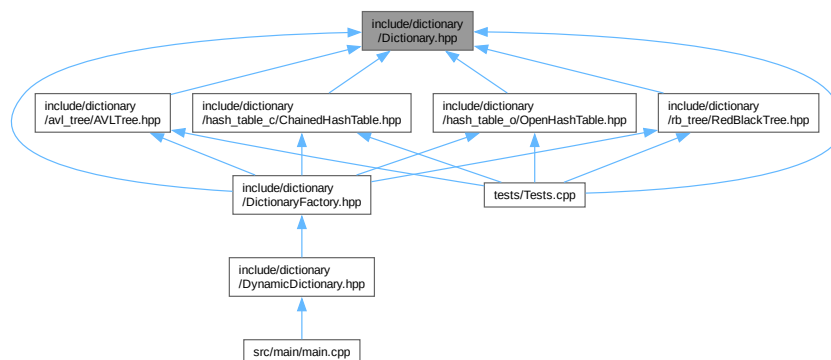 include/dictionary
/Dictionary.hpp
include/dictionary
/avl_tree/AVLTree.hpp
include/dictionary
/hash_table_c/ChainedHashTable.hpp
include/dictionary
/hash_table_o/OpenHashTable.hpp
include/dictionary
/rb_tree/RedBlackTree.hpp
include/dictionary
/DictionaryFactory.hpp
tests/Tests.cpp
include/dictionary
/DynamicDictionary.hpp
src/main/main.cpp